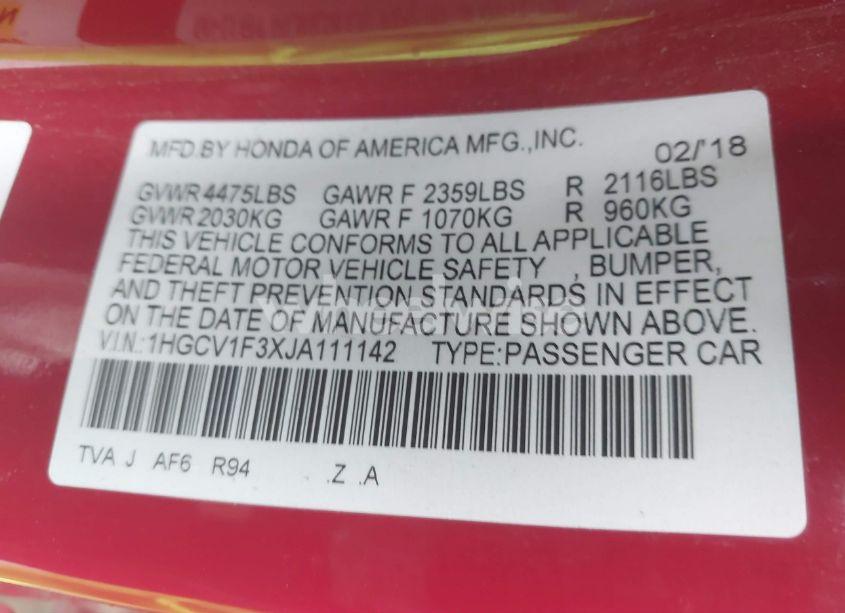 MFD.BY HONDA OF AMERICA MFG.,INC. 02/'18
GVWR 4475LBS GAWR F 2359LBS R 2116LBS
GVWR 2030KG GAWR F 1070KG R 960KG
THIS VEHICLE CONFORMS TO ALL APPLICABLE
FEDERAL MOTOR VEHICLE SAFETY , BUMPER,
AND THEFT PREVENTION STANDARDS IN EFFECT
ON THE DATE OF MANUFACTURE SHOWN ABOVE.
V.I.N.:1HGCV1F3XJA111142 TYPE:PASSENGER CAR
TVA J AF6 R94 .Z .A